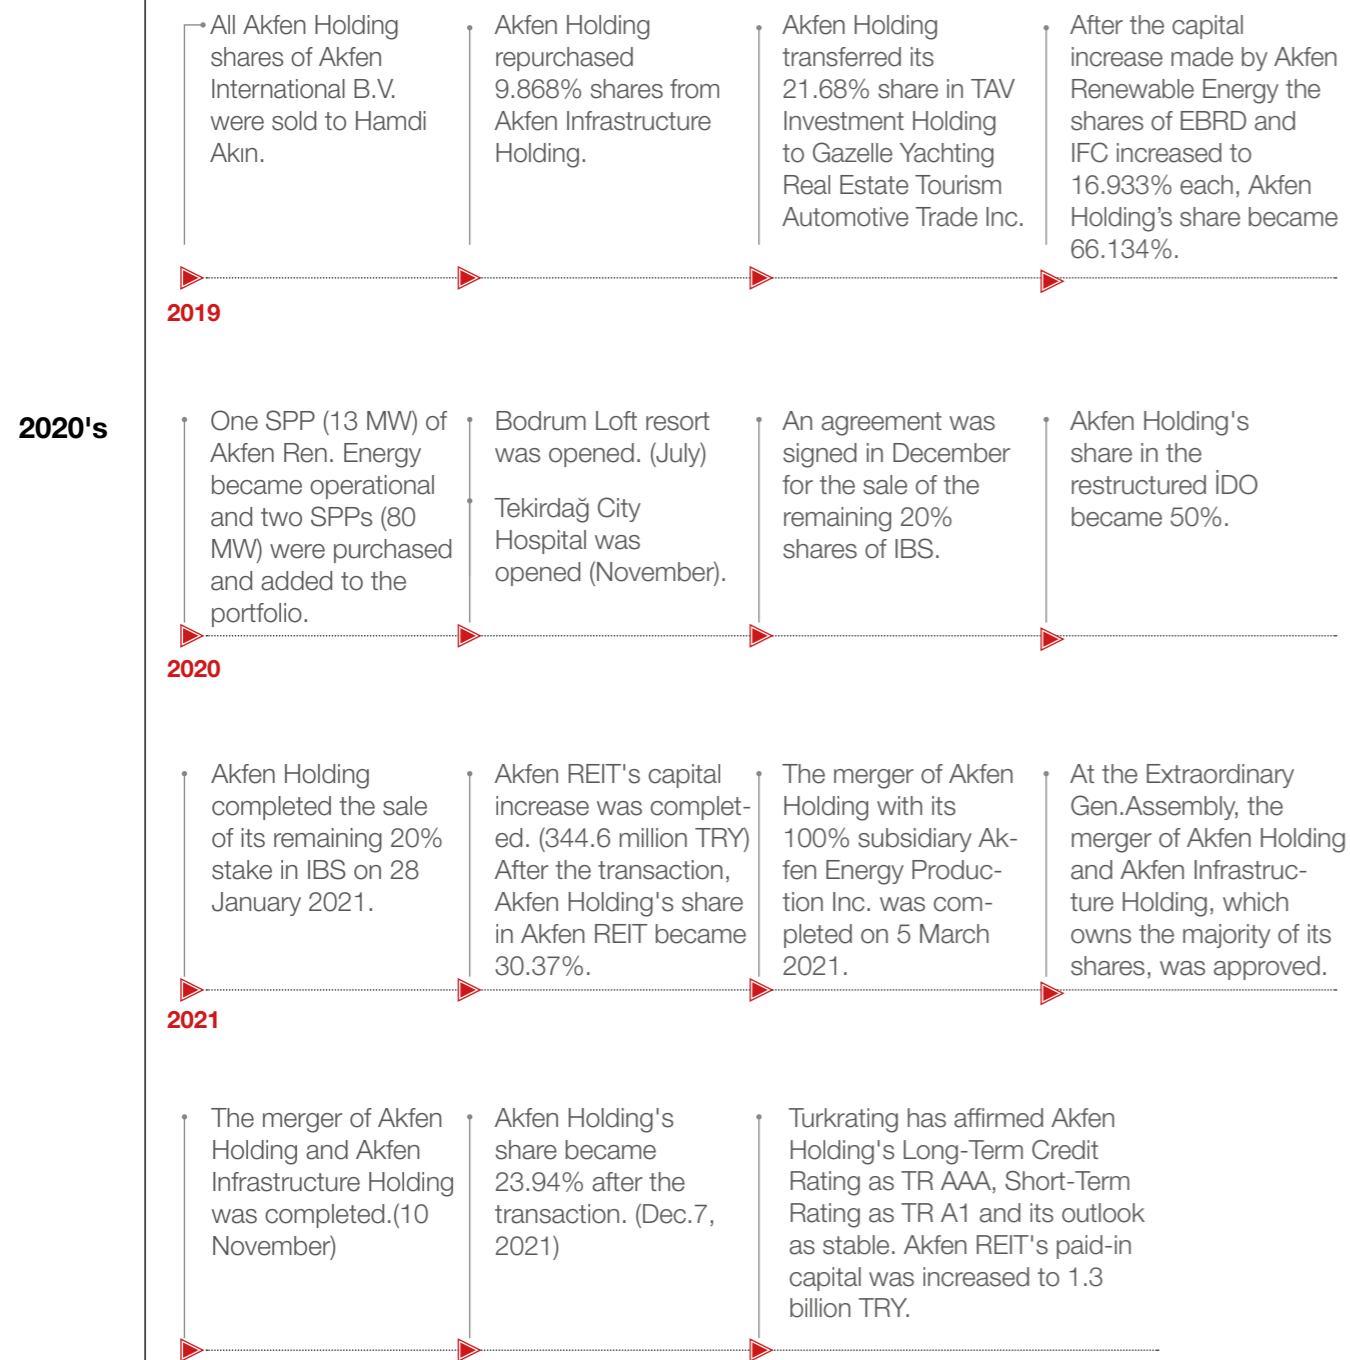 All Akfen Holding
shares of Akfen
International B.V.
were sold to Hamdi
Akın.
Akfen Holding
repurchased
9.868% shares from
Akfen Infrastructure
Holding.
Akfen Holding
transferred its
21.68% share in TAV
Investment Holding
to Gazelle Yachting
Real Estate Tourism
Automotive Trade Inc.
After the capital
increase made by Akfen
Renewable Energy the
shares of EBRD and
IFC increased to
16.933% each, Akfen
Holding’s share became
66.134%.
2019
2020's
One SPP (13 MW) of
Akfen Ren. Energy
became operational
and two SPPs (80
MW) were purchased
and added to the
portfolio.
Bodrum Loft resort
was opened. (July)
Tekirdağ City
Hospital was
opened (November).
An agreement was
signed in December
for the sale of the
remaining 20%
shares of IBS.
Akfen Holding's
share in the
restructured İDO
became 50%.
2020
Akfen Holding
completed the sale
of its remaining 20%
stake in IBS on 28
January 2021.
Akfen REIT's capital
increase was complet-
ed. (344.6 million TRY)
After the transaction,
Akfen Holding's share
in Akfen REIT became
30.37%.
The merger of Akfen
Holding with its
100% subsidiary Ak-
fen Energy Produc-
tion Inc. was com-
pleted on 5 March
2021.
At the Extraordinary
Gen.Assembly, the
merger of Akfen Holding
and Akfen Infrastruc-
ture Holding, which
owns the majority of its
shares, was approved.
2021
The merger of Akfen
Holding and Akfen
Infrastructure Holding
was completed.(10
November)
Akfen Holding's
share became
23.94% after the
transaction. (Dec.7,
2021)
Turkrating has affirmed Akfen
Holding's Long-Term Credit
Rating as TR AAA, Short-Term
Rating as TR A1 and its outlook
as stable. Akfen REIT's paid-in
capital was increased to 1.3
billion TRY.